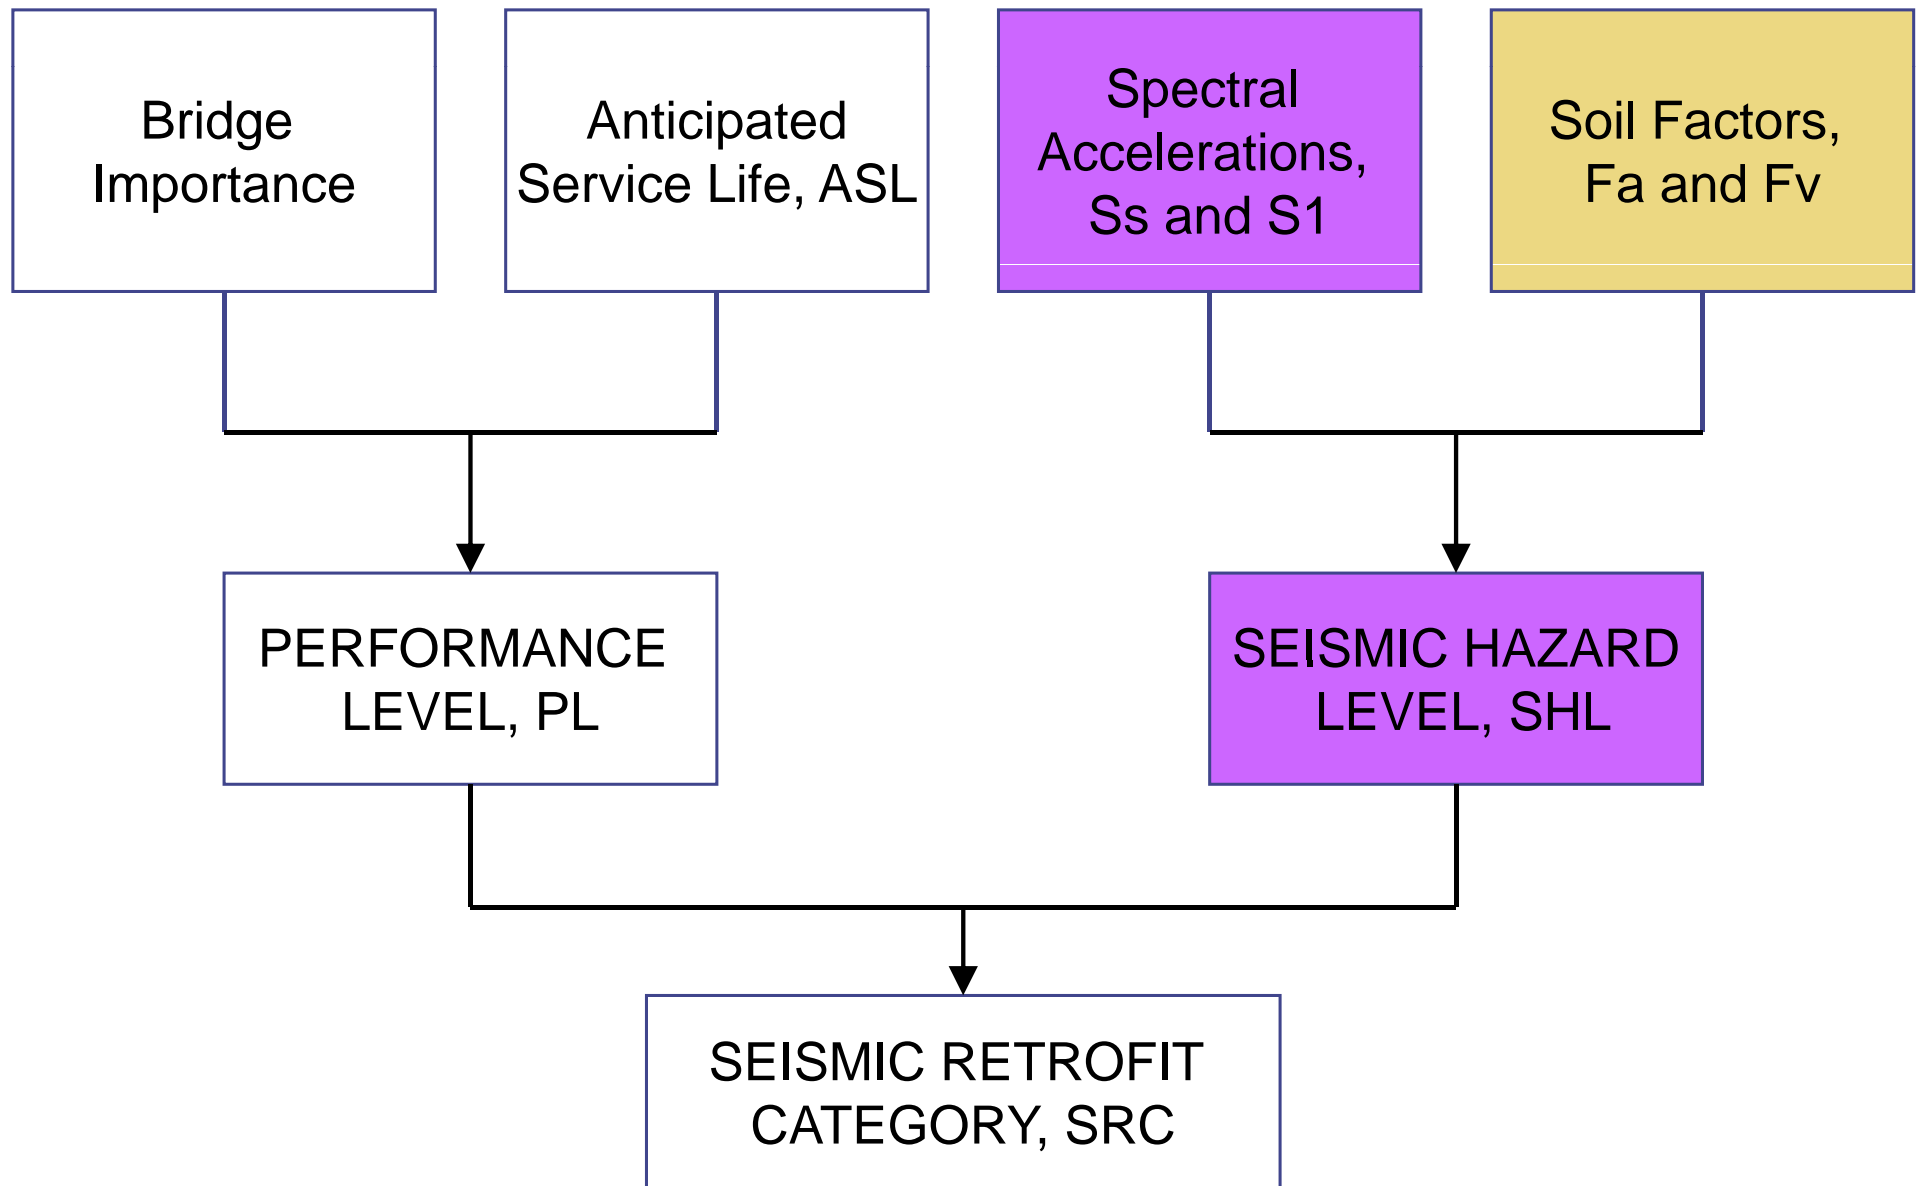 Bridge
Importance
Anticipated
Service Life, ASL
Spectral
Accelerations,
Ss and S1
Soil Factors,
Fa and Fv
PERFORMANCE
LEVEL, PL
SEISMIC HAZARD
LEVEL, SHL
SEISMIC RETROFIT
CATEGORY, SRC